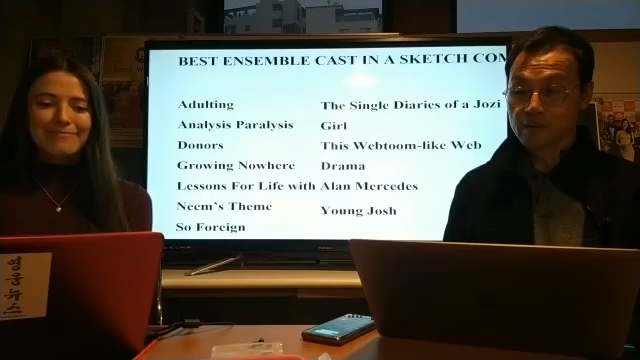 BEST ENSEMBLE CAST IN A SKETCH COM
Adulting
Analysis Paralysis
Donors
Growing Nowhere
Lessons For Life with Alan Mercedes
Neem's Theme
So Foreign
The Single Diaries of a Jozi
Girl
This Webtoom-like Web
Drama
Young Josh